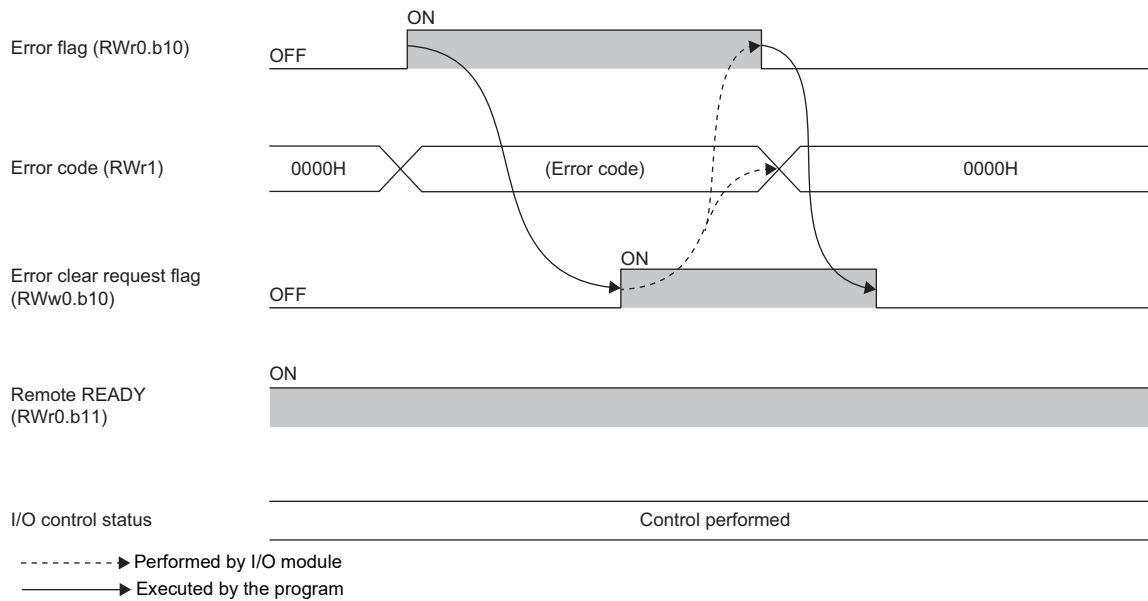 ON
Error flag (RWr0.b10)
OFF
Error code (RWr1)
0000H
(Error code)
0000H
ON
Error clear request flag
(RWw0.b10)
OFF
ON
Remote READY
(RWr0.b11)
I/O control status
Control performed
Performed by I/O module
Executed by the program